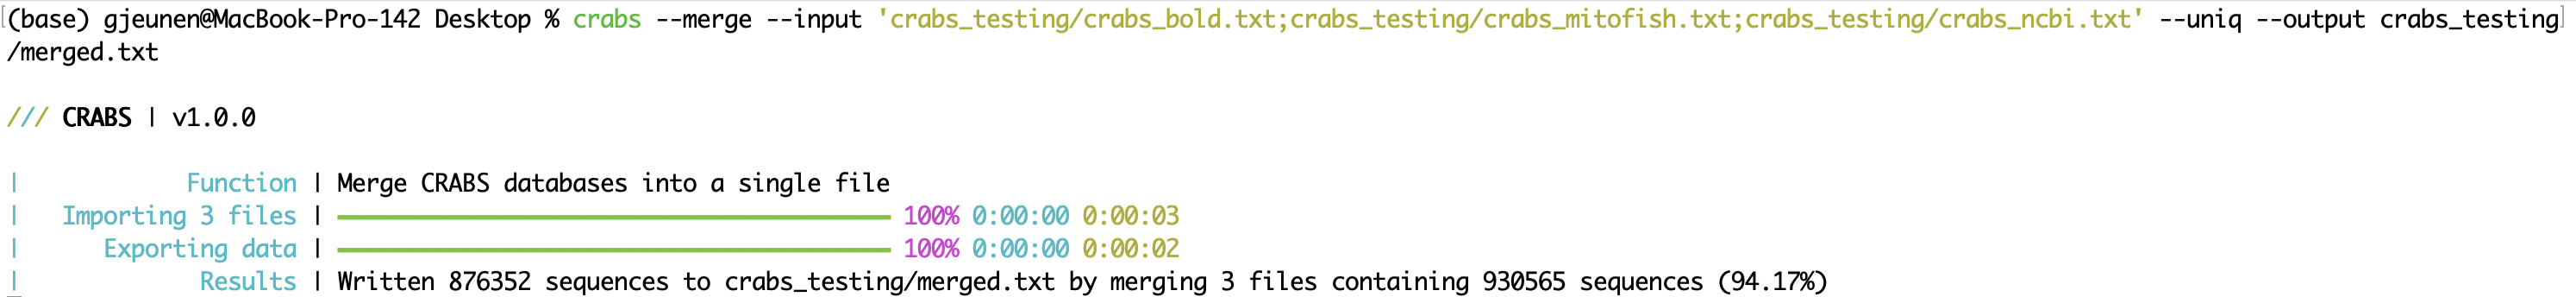 (base) gjeunen@MacBook-Pro-142 Desktop % crabs --merge --input 'crabs_testing/crabs_bold.txt;crabs_testing/crabs_mitofish.txt;crabs_testing/crabs_ncbi.txt' --uniq --output crabs_testing
/merged.txt
/// CRABS | v1.0.0
| Function | Merge CRABS databases into a single file
| Importing 3 files | 100% 0:00:00 0:00:03
| Exporting data | 100% 0:00:00 0:00:02
| Results | Written 876352 sequences to crabs_testing/merged.txt by merging 3 files containing 930565 sequences (94.17%)